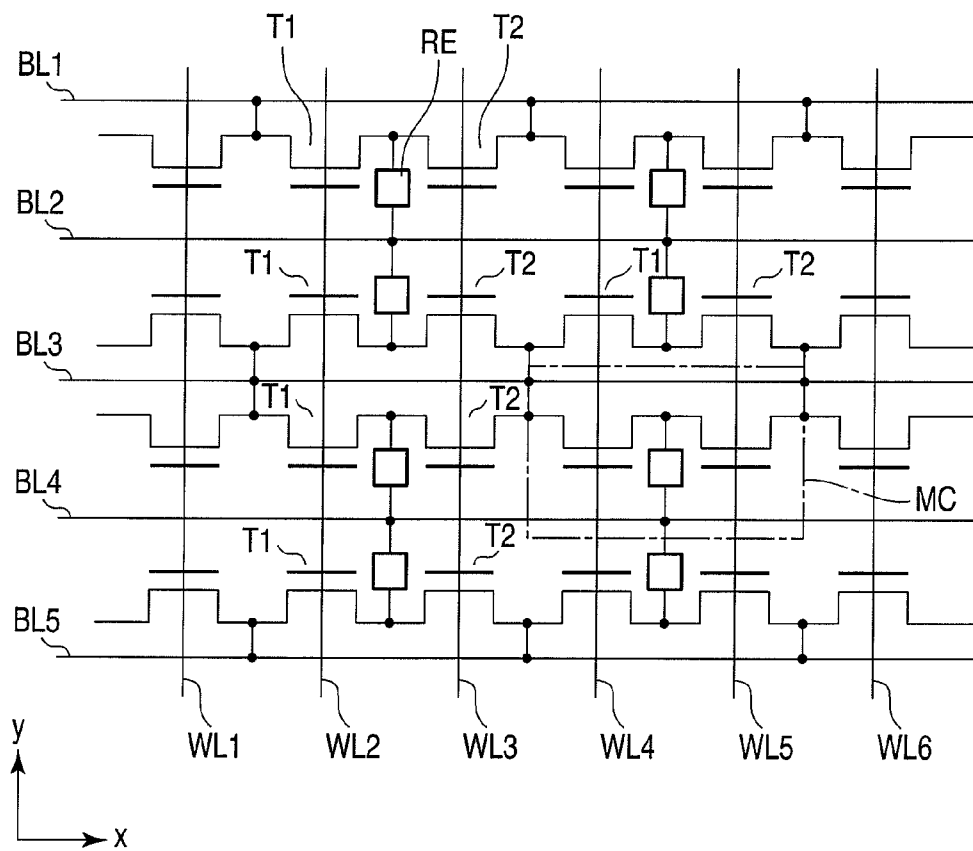 T1 RE T2
BL1
BL2
T1 T2 T1 T2
BL3
T1 T2
BL4
MC
T1 T2
BL5
WL1 WL2 WL3 WL4 WL5 WL6
y
x